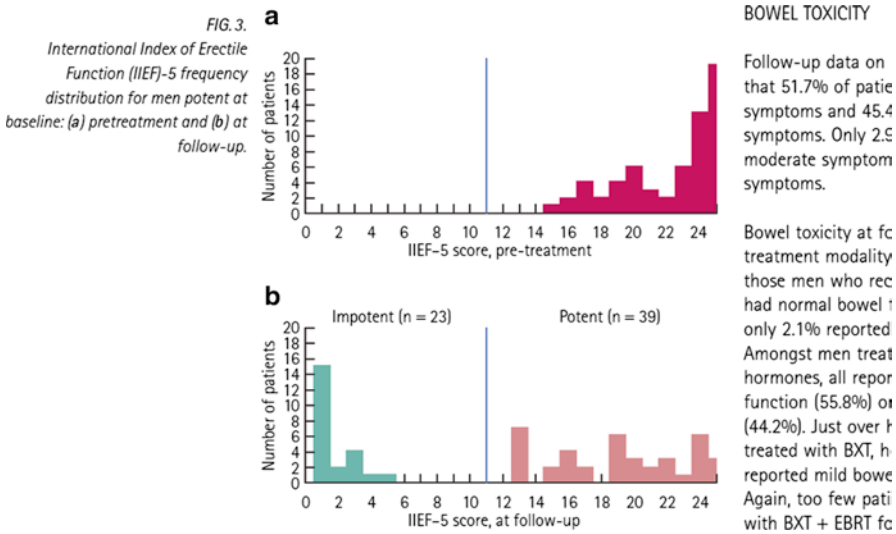 FIG. 3.
International Index of Erectile
Function (IIEF)-5 frequency
distribution for men potent at
baseline: (a) pretreatment and (b) at
follow-up.
a
Number of patients
20
18
16
14
12
10
8
6
4
2
0
0 2 4 6 8 10 12 14 16 18 20 22 24
IIEF-5 score, pre-treatment
b
Impotent (n = 23) Potent (n = 39)
Number of patients
20
18
16
14
12
10
8
6
4
2
0
0 2 4 6 8 10 12 14 16 18 20 22 24
IIEF-5 score, at follow-up
BOWEL TOXICITY
Follow-up data on
that 51.7% of patie
symptoms and 45.4
symptoms. Only 2.9
moderate symptom
symptoms.
Bowel toxicity at fo
treatment modality
those men who rec
had normal bowel f
only 2.1% reported
Amongst men treat
hormones, all repor
function (55.8%) or
(44.2%). Just over h
treated with BXT, h
reported mild bowe
Again, too few pati
with BXT + EBRT fo